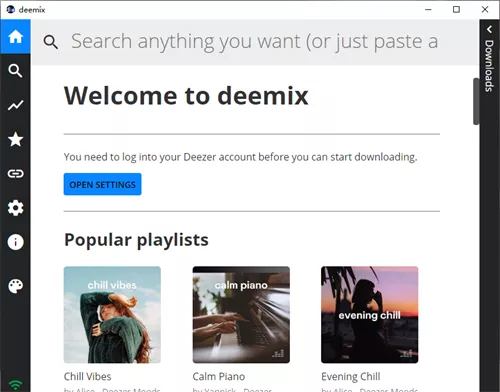 deemix
Search anything you want (or just paste a
Downloads
Welcome to deemix
You need to log into your Deezer account before you can start downloading.
OPEN SETTINGS
Popular playlists
chill vibes
calm piano
evening chill
Chill Vibes
Calm Piano
Evening Chill
by Alice - Deezer Moods
by Yannick - Deezer
by Alice - Deezer Moods